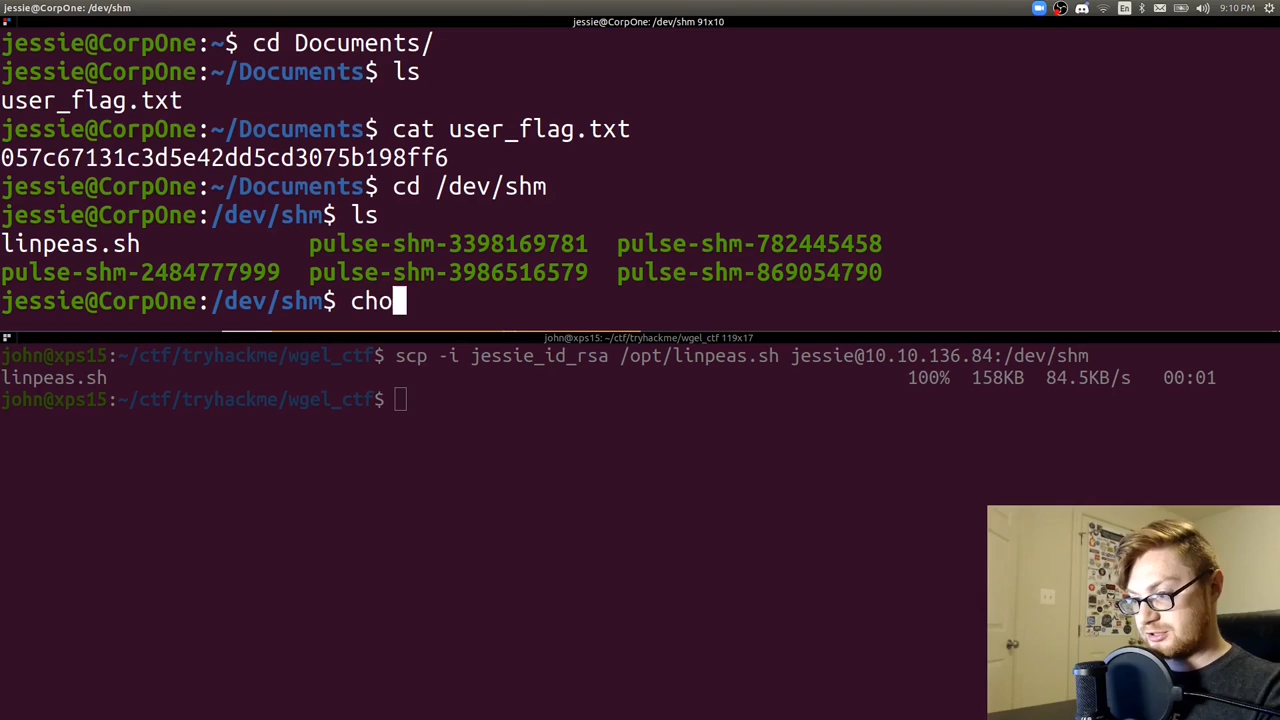 jessie@CorpOne: /dev/shm
En
9:10 PM
jessie@CorpOne: /dev/shm 91x10
jessie@CorpOne:~$ cd Documents/
jessie@CorpOne:~/Documents$ ls
user_flag.txt
jessie@CorpOne:~/Documents$ cat user_flag.txt
057c67131c3d5e42dd5cd3075b198ff6
jessie@CorpOne:~/Documents$ cd /dev/shm
jessie@CorpOne:/dev/shm$ ls
linpeas.sh pulse-shm-3398169781 pulse-shm-782445458
pulse-shm-2484777999 pulse-shm-3986516579 pulse-shm-869054790
jessie@CorpOne:/dev/shm$ cho
john@xps15: ~/ctf/tryhackme/wgel_ctf 119x17
john@xps15:~/ctf/tryhackme/wgel_ctf$ scp -i jessie_id_rsa /opt/linpeas.sh jessie@10.10.136.84:/dev/shm
linpeas.sh 100% 158KB 84.5KB/s 00:01
john@xps15:~/ctf/tryhackme/wgel_ctf$